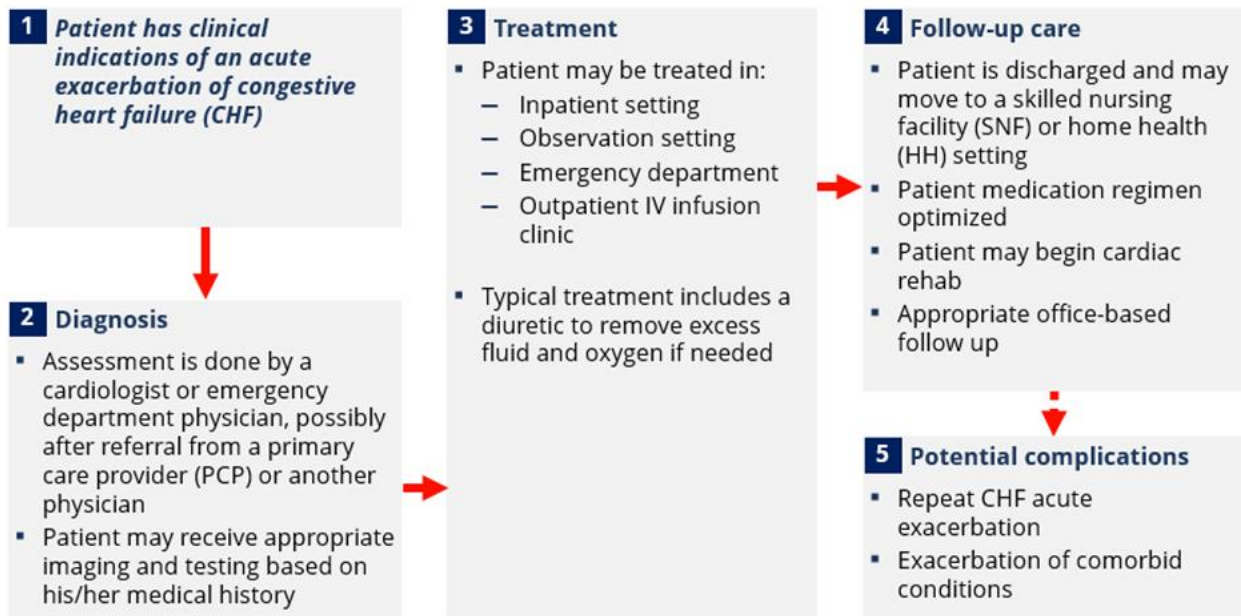 1 Patient has clinical
indications of an acute
exacerbation of congestive
heart failure (CHF)
2 Diagnosis
▪ Assessment is done by a
cardiologist or emergency
department physician, possibly
after referral from a primary
care provider (PCP) or another
physician
▪ Patient may receive appropriate
imaging and testing based on
his/her medical history
3 Treatment
▪ Patient may be treated in:
– Inpatient setting
– Observation setting
– Emergency department
– Outpatient IV infusion
clinic
▪ Typical treatment includes a
diuretic to remove excess
fluid and oxygen if needed
4 Follow-up care
▪ Patient is discharged and may
move to a skilled nursing
facility (SNF) or home health
(HH) setting
▪ Patient medication regimen
optimized
▪ Patient may begin cardiac
rehab
▪ Appropriate office-based
follow up
5 Potential complications
▪ Repeat CHF acute
exacerbation
▪ Exacerbation of comorbid
conditions